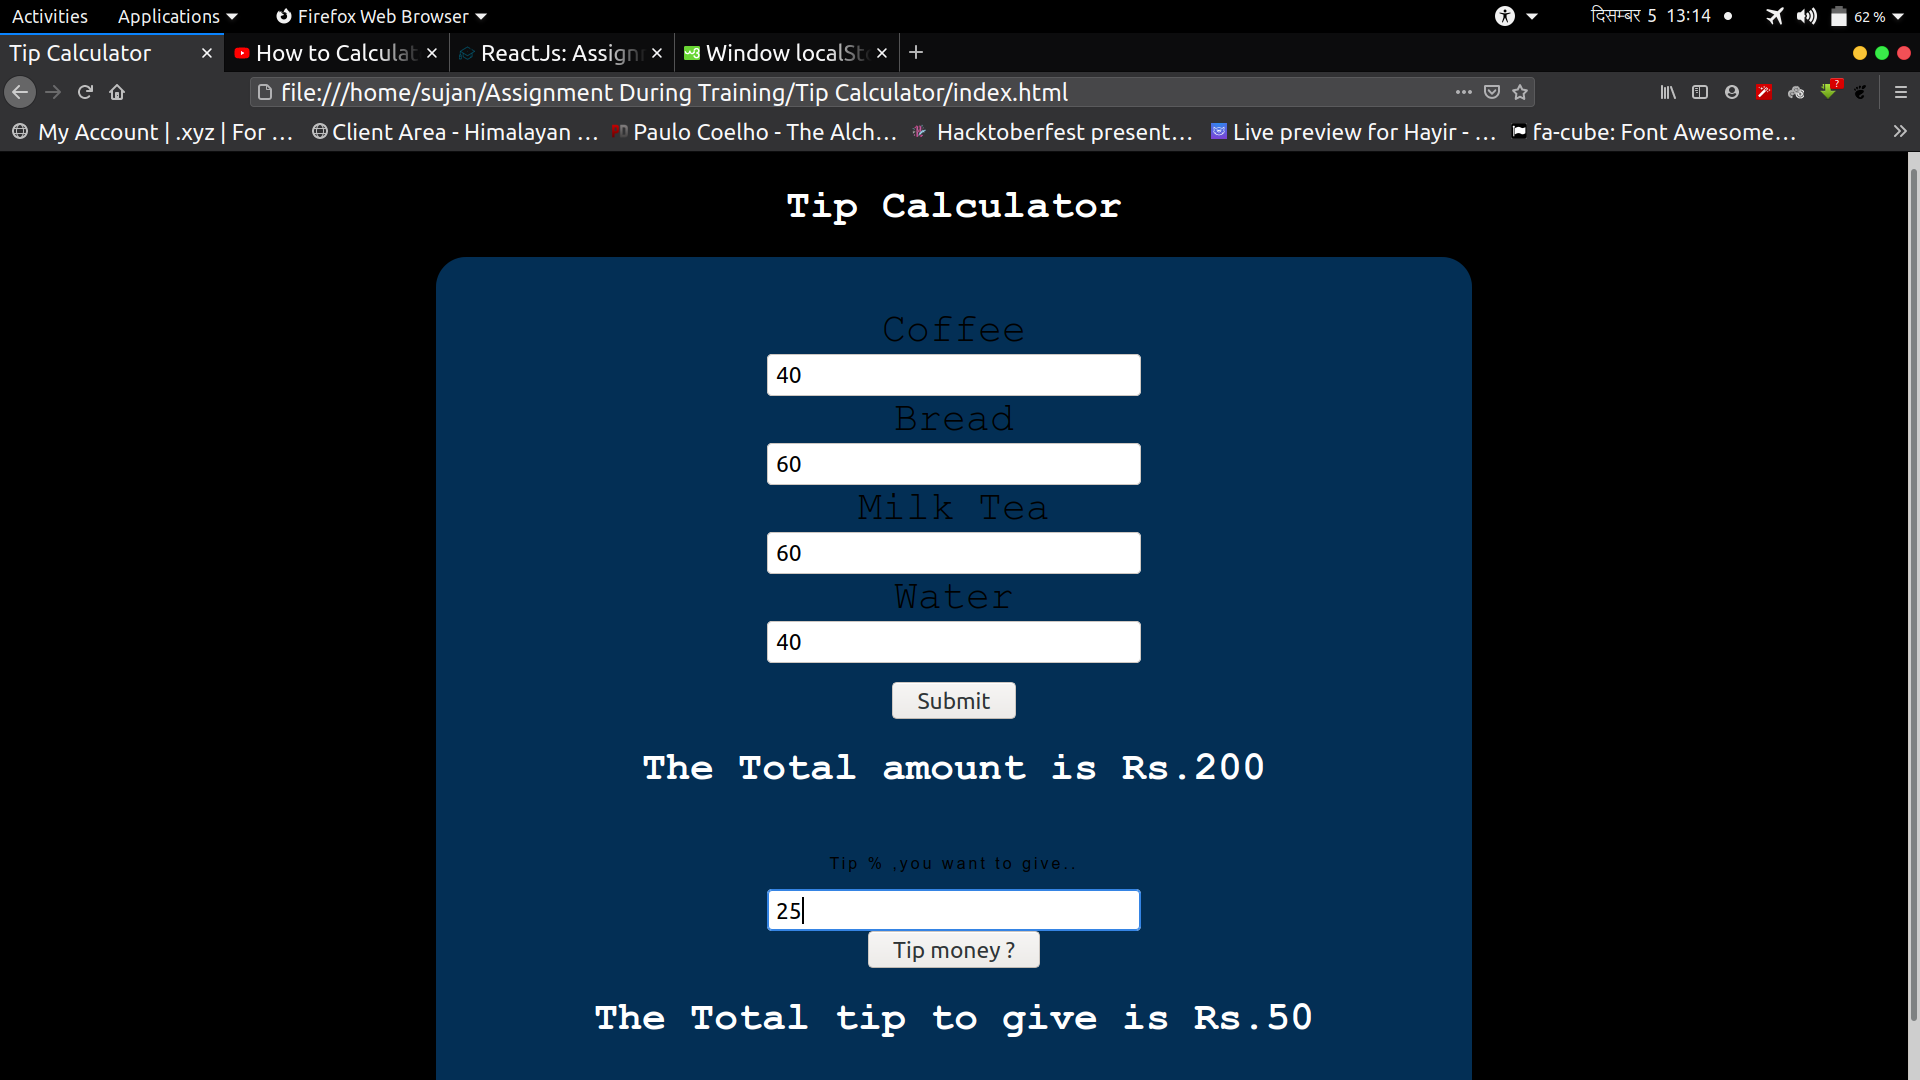 Activities Applications Firefox Web Browser दिसम्बर 5 13:14 62 %
Tip Calculator How to Calculat ReactJs: Assignr Window localSto
file:///home/sujan/Assignment During Training/Tip Calculator/index.html
My Account | .xyz | For … Client Area - Himalayan … Paulo Coelho - The Alch… Hacktoberfest present… Live preview for Hayir - … fa-cube: Font Awesome…
Tip Calculator
Coffee
40
Bread
60
Milk Tea
60
Water
40
Submit
The Total amount is Rs.200
Tip % ,you want to give..
25
Tip money ?
The Total tip to give is Rs.50